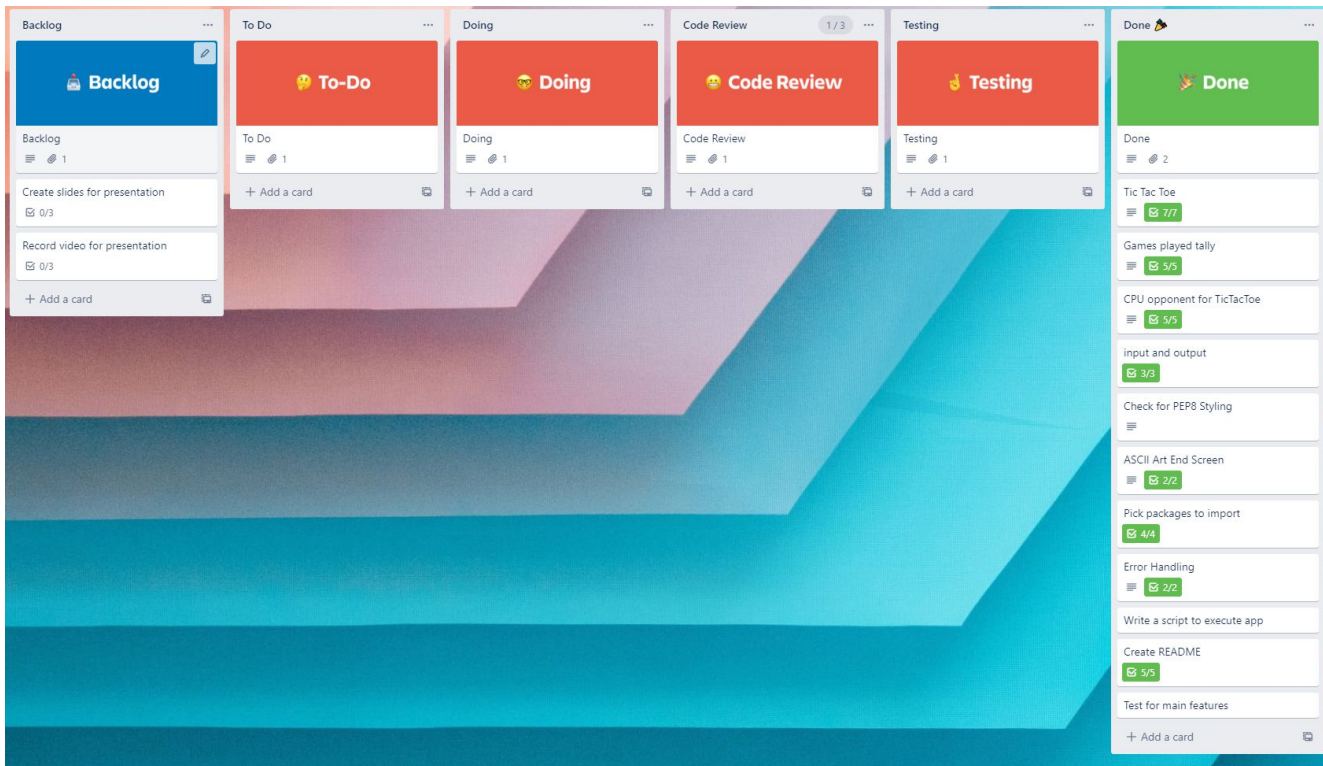 Backlog
Backlog
Backlog
1
Create slides for presentation
0/3
Record video for presentation
0/3
+ Add a card
To Do
To-Do
To Do
1
+ Add a card
Doing
Doing
Doing
1
+ Add a card
Code Review 1/3
Code Review
Code Review
1
+ Add a card
Testing
Testing
Testing
1
+ Add a card
Done
Done
Done
2
Tic Tac Toe
7/7
Games played tally
5/5
CPU opponent for TicTacToe
5/5
input and output
3/3
Check for PEP8 Styling
ASCII Art End Screen
2/2
Pick packages to import
4/4
Error Handling
2/2
Write a script to execute app
Create README
5/5
Test for main features
+ Add a card